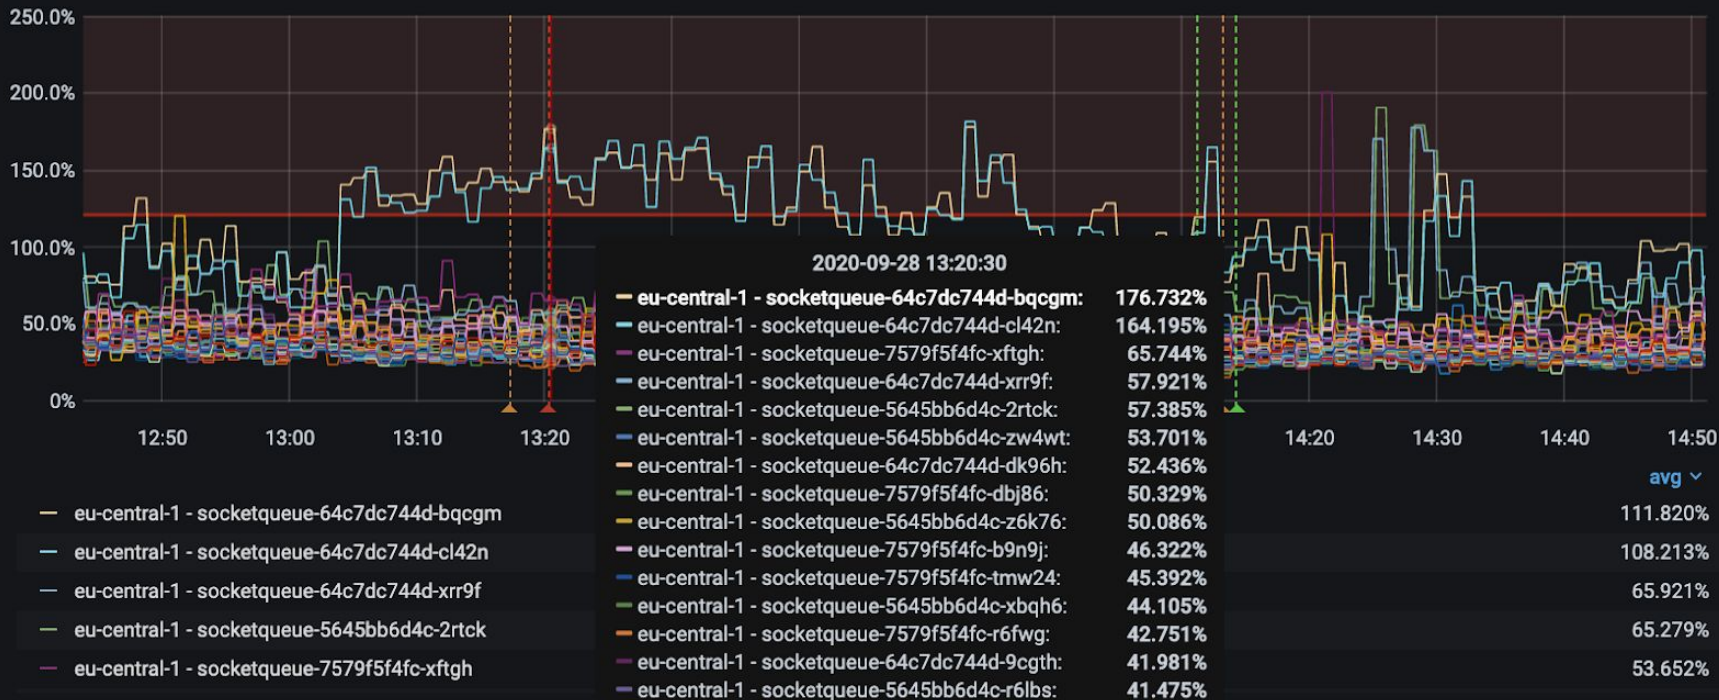 250.0%
200.0%
150.0%
100.0%
50.0%
0%
12:50 13:00 13:10 13:20 14:20 14:30 14:40 14:50
2020-09-28 13:20:30
eu-central-1 - socketqueue-64c7dc744d-bqcgm: 176.732%
eu-central-1 - socketqueue-64c7dc744d-cl42n: 164.195%
eu-central-1 - socketqueue-7579f5f4fc-xftgh: 65.744%
eu-central-1 - socketqueue-64c7dc744d-xrr9f: 57.921%
eu-central-1 - socketqueue-5645bb6d4c-2rtck: 57.385%
eu-central-1 - socketqueue-5645bb6d4c-zw4wt: 53.701%
eu-central-1 - socketqueue-64c7dc744d-dk96h: 52.436%
eu-central-1 - socketqueue-7579f5f4fc-dbj86: 50.329%
eu-central-1 - socketqueue-5645bb6d4c-z6k76: 50.086%
eu-central-1 - socketqueue-7579f5f4fc-b9n9j: 46.322%
eu-central-1 - socketqueue-7579f5f4fc-tmw24: 45.392%
eu-central-1 - socketqueue-5645bb6d4c-xbqh6: 44.105%
eu-central-1 - socketqueue-7579f5f4fc-r6fwg: 42.751%
eu-central-1 - socketqueue-64c7dc744d-9cgth: 41.981%
eu-central-1 - socketqueue-5645bb6d4c-r6lbs: 41.475%
avg
eu-central-1 - socketqueue-64c7dc744d-bqcgm 111.820%
eu-central-1 - socketqueue-64c7dc744d-cl42n 108.213%
eu-central-1 - socketqueue-64c7dc744d-xrr9f 65.921%
eu-central-1 - socketqueue-5645bb6d4c-2rtck 65.279%
eu-central-1 - socketqueue-7579f5f4fc-xftgh 53.652%